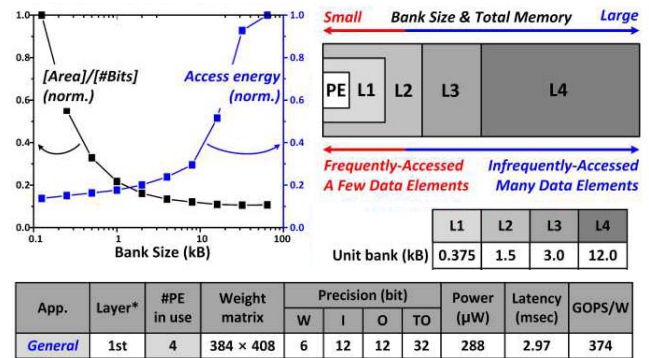 1.0
0.8
0.6
0.4
0.2
0.0
[Area]/[#Bits]
(norm.)
Access energy
(norm.)
1.0
0.8
0.6
0.4
0.2
0.0
0.1 1 10 100
Bank Size (kB)
Small Bank Size & Total Memory Large
PE L1 L2 L3 L4
Frequently-Accessed Infrequently-Accessed
A Few Data Elements Many Data Elements
L1 L2 L3 L4
Unit bank (kB) 0.375 1.5 3.0 12.0
App. Layer* #PE in use Weight matrix Precision (bit) Power (µW) Latency (msec) GOPS/W
W I O TO
General 1st 4 384 × 408 6 12 12 32 288 2.97 374